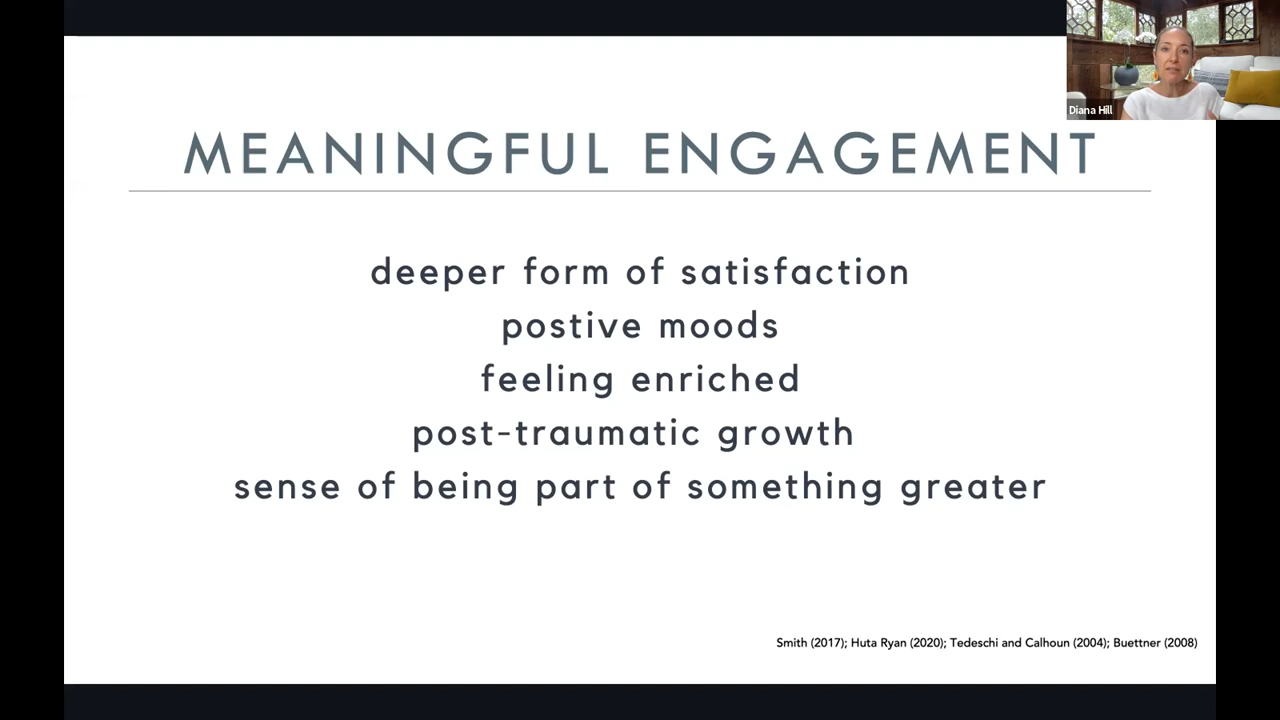 Diana Hill
MEANINGFUL ENGAGEMENT
deeper form of satisfaction
postive moods
feeling enriched
post-traumatic growth
sense of being part of something greater
Smith (2017); Huta Ryan (2020); Tedeschi and Calhoun (2004); Buettner (2008)